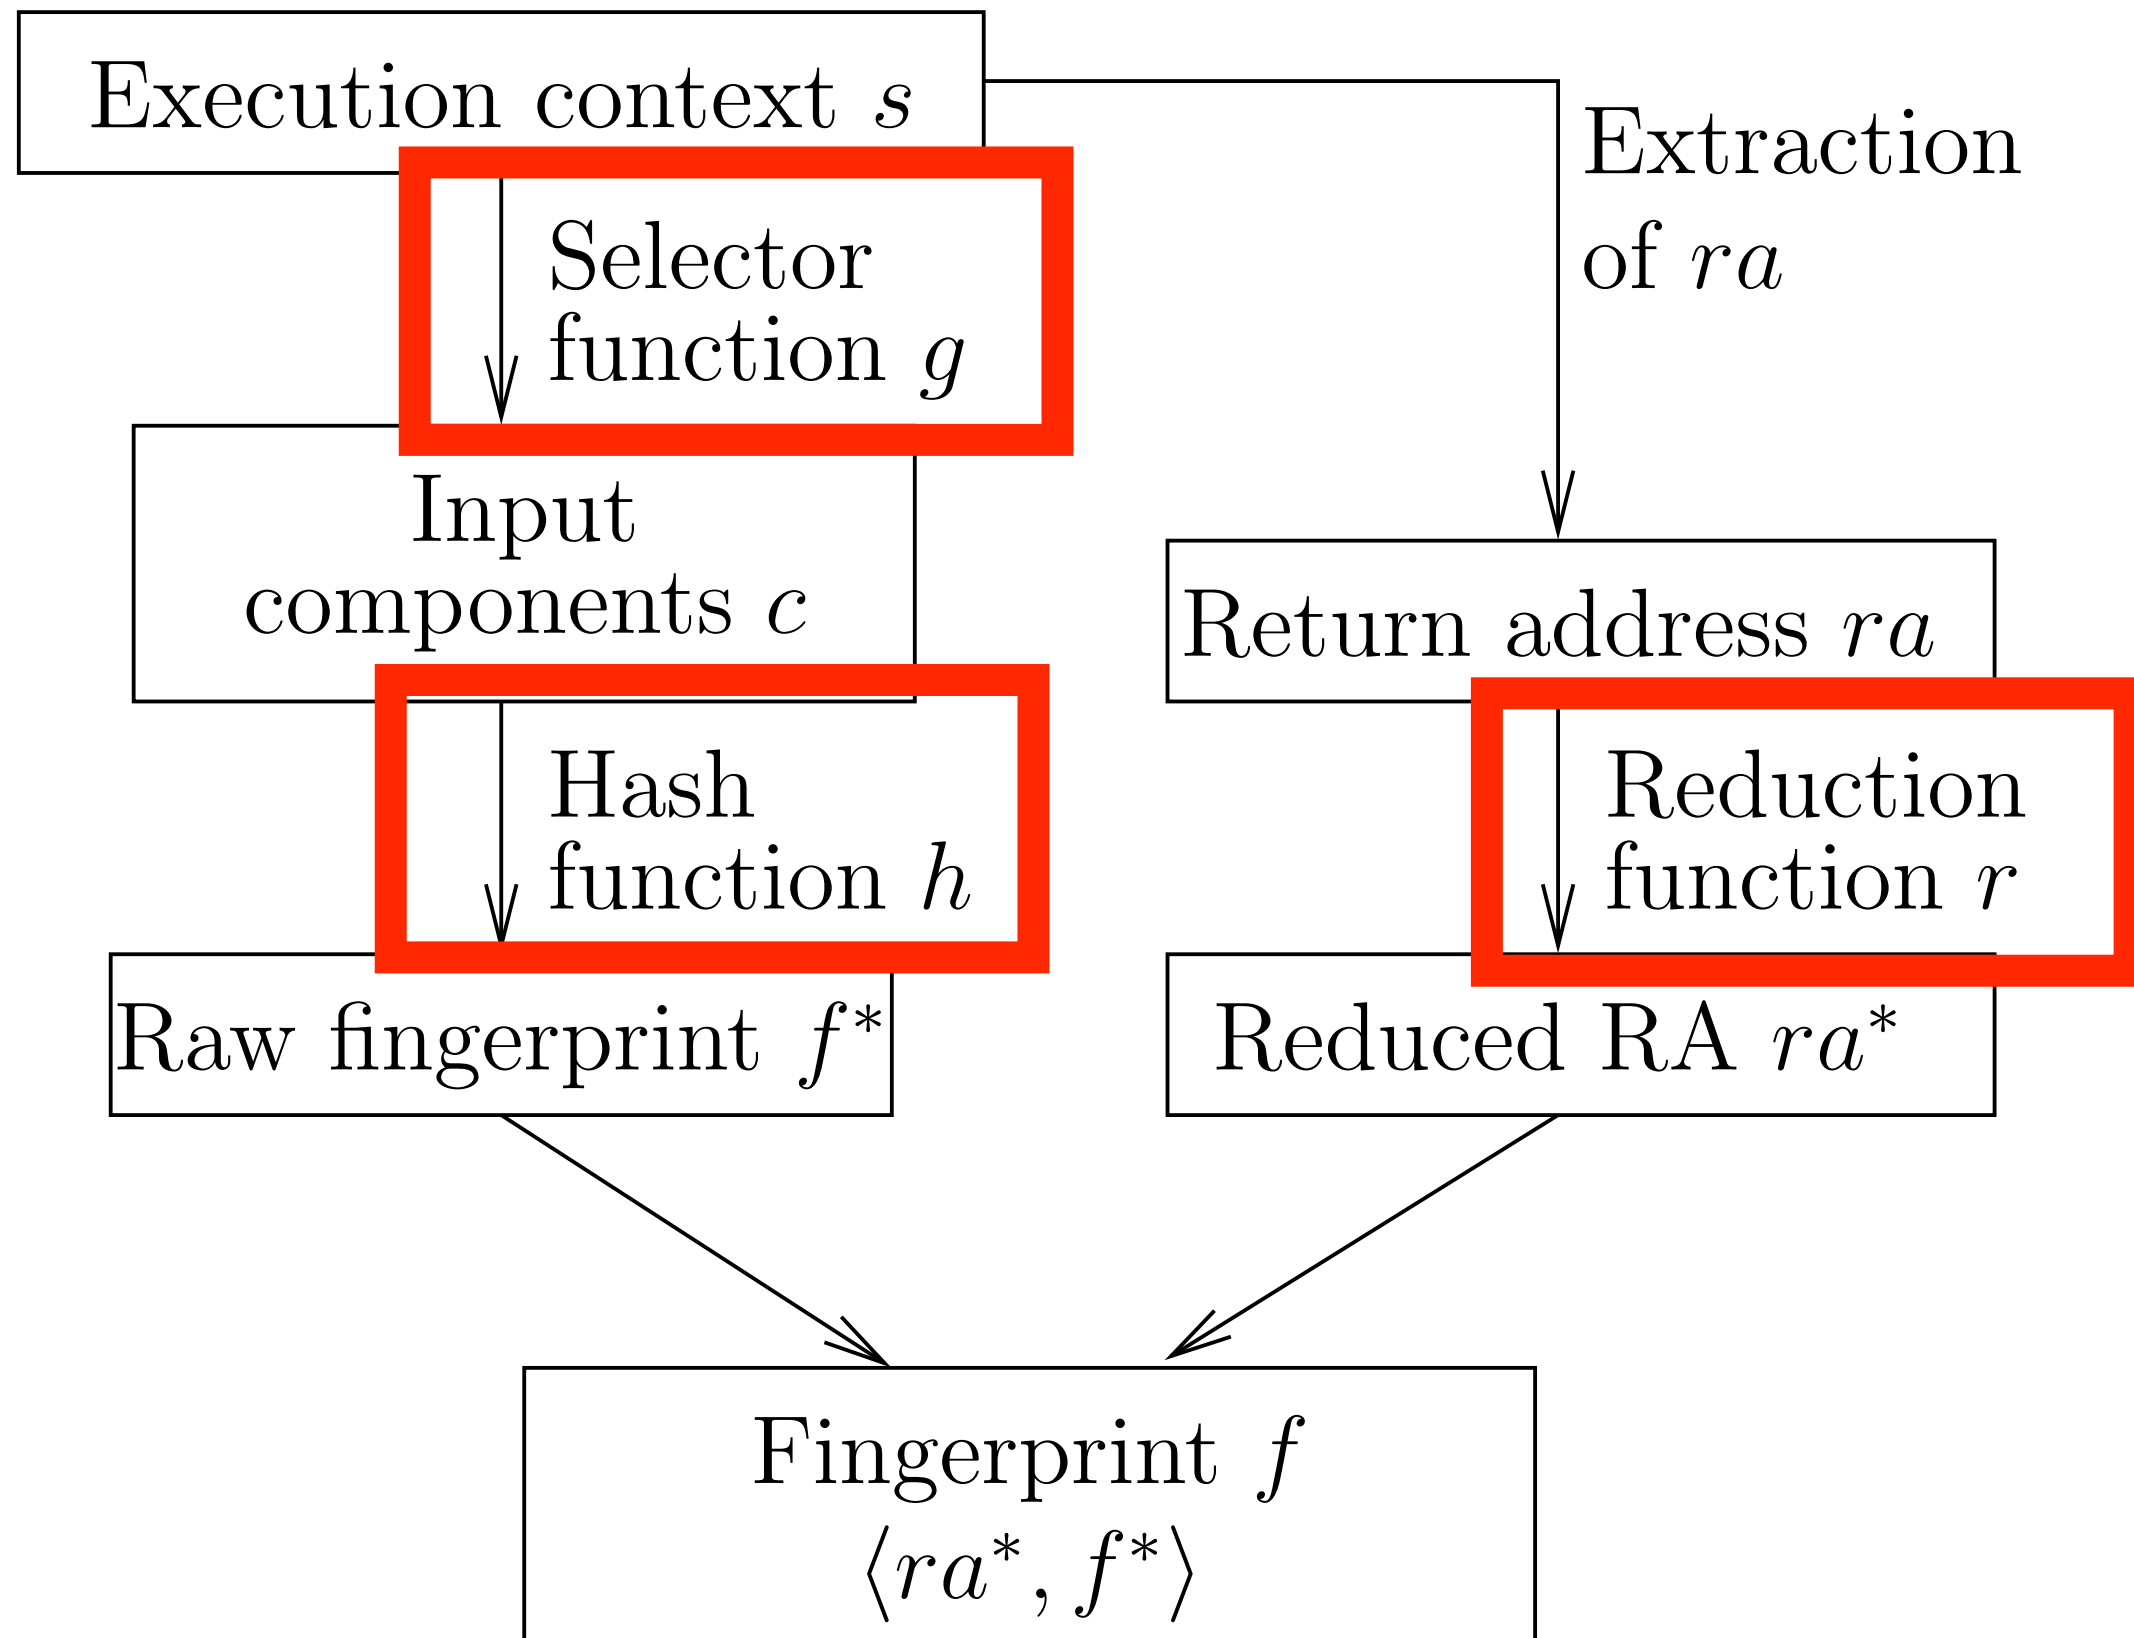 Execution context s
Extraction
of ra
Selector
function g
Input
components c
Return address ra
Hash
function h
Reduction
function r
Raw fingerprint f*
Reduced RA ra*
Fingerprint f
⟨ra*, f*⟩